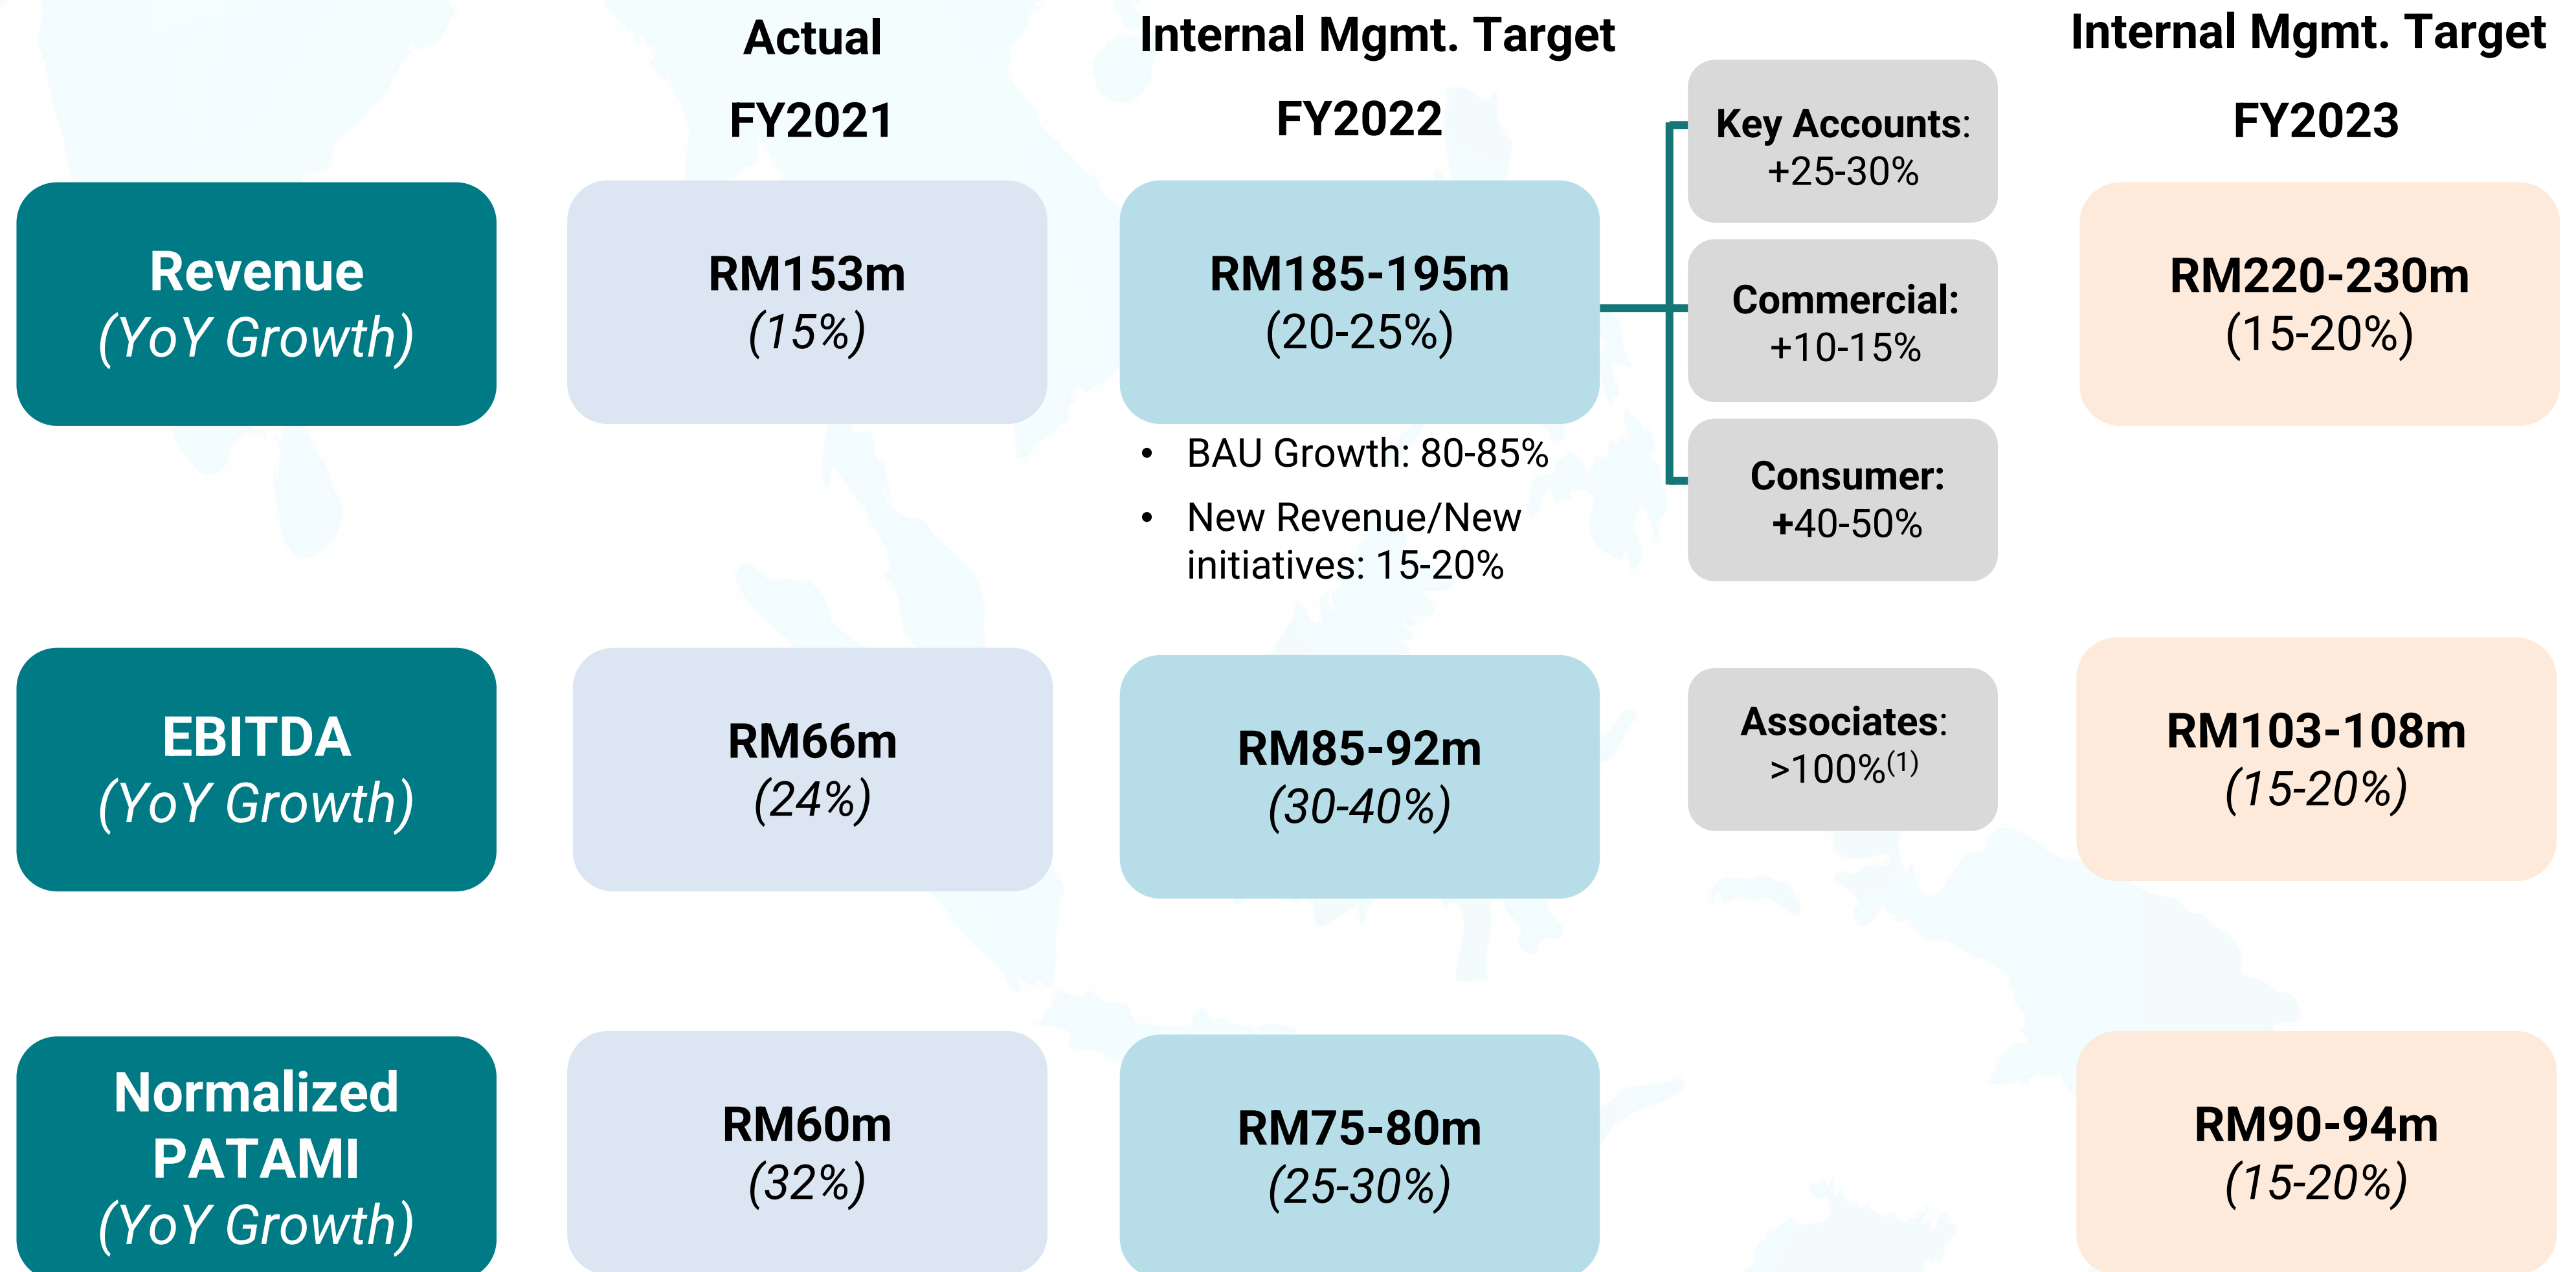 Actual
FY2021
Internal Mgmt. Target
FY2022
Internal Mgmt. Target
FY2023
Revenue
(YoY Growth)
RM153m
(15%)
RM185-195m
(20-25%)
• BAU Growth: 80-85%
• New Revenue/New
initiatives: 15-20%
Key Accounts:
+25-30%
Commercial:
+10-15%
Consumer:
+40-50%
RM220-230m
(15-20%)
EBITDA
(YoY Growth)
RM66m
(24%)
RM85-92m
(30-40%)
Associates:
>100%(1)
RM103-108m
(15-20%)
Normalized
PATAMI
(YoY Growth)
RM60m
(32%)
RM75-80m
(25-30%)
RM90-94m
(15-20%)